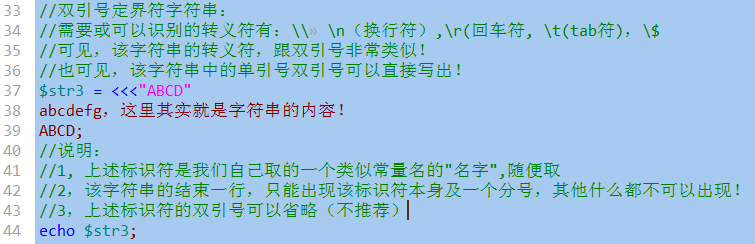 33 //双引号定界符字符串：
34 //需要或可以识别的转义符有：\\» \n（换行符）,\r(回车符, \t(tab符)，\$
35 //可见，该字符串的转义符，跟双引号非常类似！
36 //也可见，该字符串中的单引号双引号可以直接写出！
37 $str3 = <<<"ABCD"
38 abcdefg，这里其实就是字符串的内容！
39 ABCD;
40 //说明：
41 //1, 上述标识符是我们自己取的一个类似常量名的"名字",随便取
42 //2，该字符串的结束一行，只能出现该标识符本身及一个分号，其他什么都不可以出现！
43 //3，上述标识符的双引号可以省略（不推荐）
44 echo $str3;